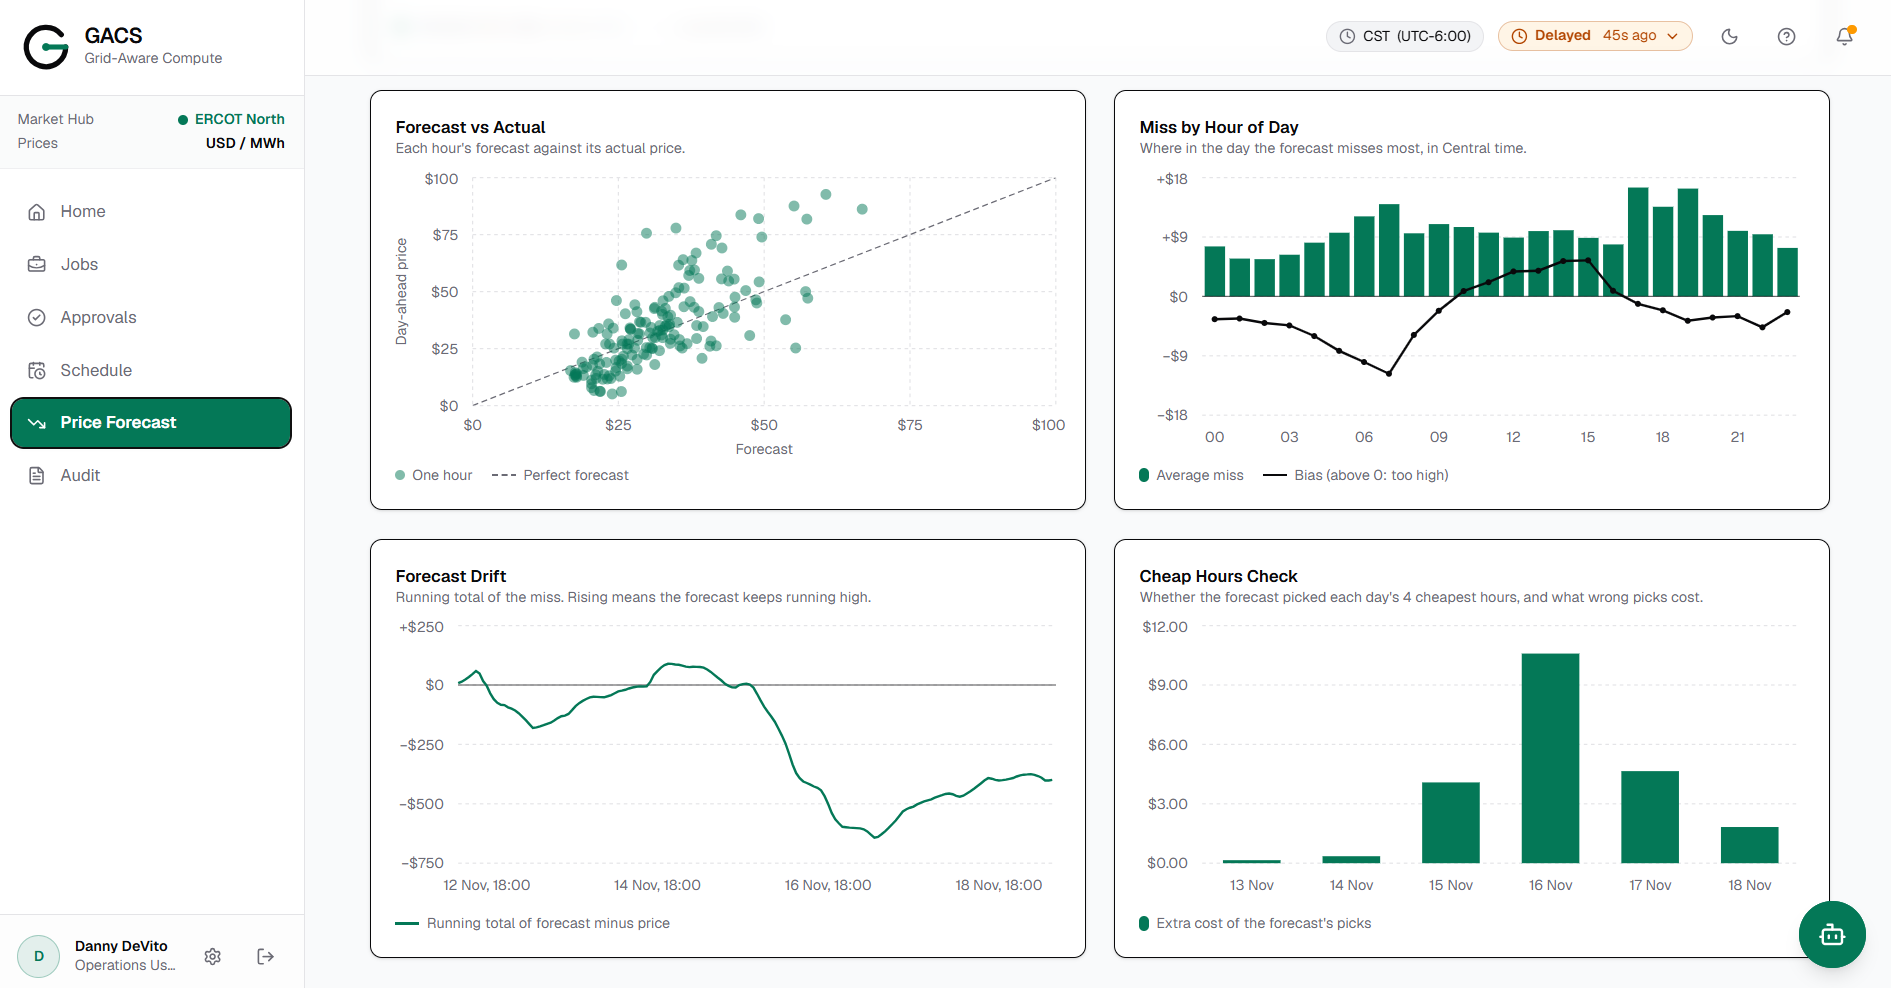 GACS
Grid-Aware Compute
CST (UTC-6:00)
Delayed 45s ago
Market Hub ERCOT North
Prices USD / MWh
Home
Jobs
Approvals
Schedule
Price Forecast
Audit
D
Danny DeVito
Operations Us...
Forecast vs Actual
Each hour's forecast against its actual price.
Day-ahead price
$100
$75
$50
$25
$0
$0 $25 $50 $75 $100
Forecast
One hour Perfect forecast
Miss by Hour of Day
Where in the day the forecast misses most, in Central time.
+$18
+$9
$0
−$9
−$18
00 03 06 09 12 15 18 21
Average miss Bias (above 0: too high)
Forecast Drift
Running total of the miss. Rising means the forecast keeps running high.
+$250
$0
−$250
−$500
−$750
12 Nov, 18:00 14 Nov, 18:00 16 Nov, 18:00 18 Nov, 18:00
Running total of forecast minus price
Cheap Hours Check
Whether the forecast picked each day's 4 cheapest hours, and what wrong picks cost.
$12.00
$9.00
$6.00
$3.00
$0.00
13 Nov 14 Nov 15 Nov 16 Nov 17 Nov 18 Nov
Extra cost of the forecast's picks